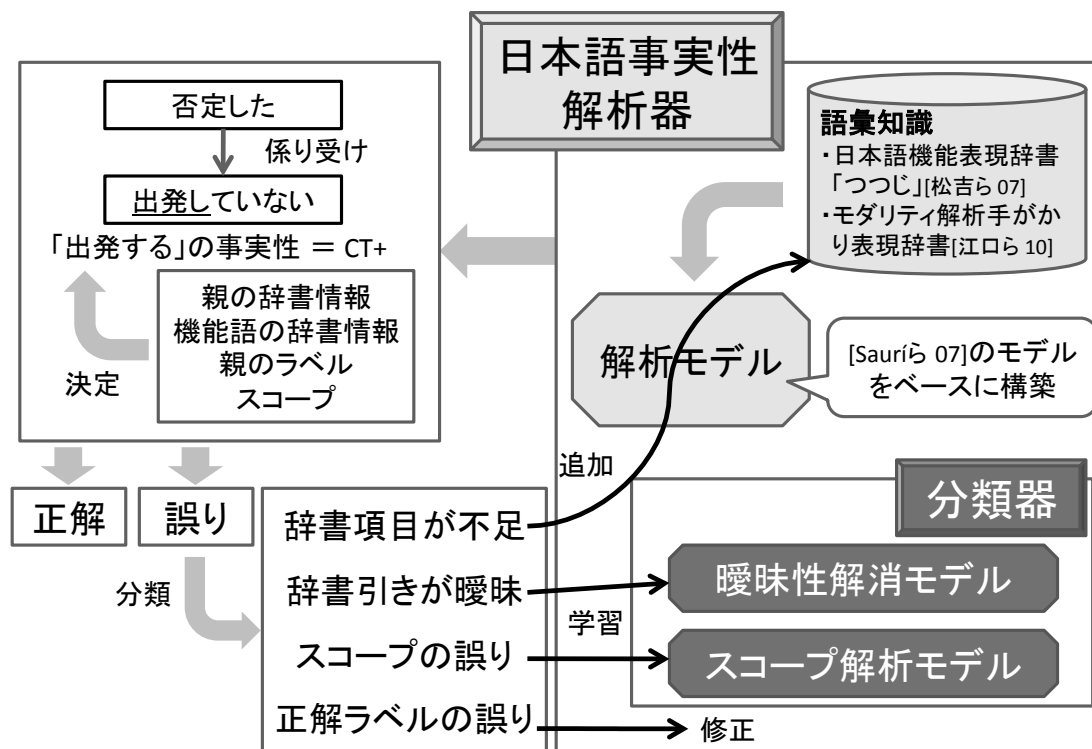 日本語事実性
解析器
否定した
係り受け
出発していない
「出発する」の事実性 ＝ CT+
親の辞書情報
機能語の辞書情報
親のラベル
スコープ
決定
語彙知識
・日本語機能表現辞書
「つつじ」[松吉ら 07]
・モダリティ解析手がか
り表現辞書[江口ら 10]
解析モデル
[Sauríら 07]のモデル
をベースに構築
正解
誤り
分類
辞書項目が不足
辞書引きが曖昧
スコープの誤り
正解ラベルの誤り
追加
学習
修正
分類器
曖昧性解消モデル
スコープ解析モデル